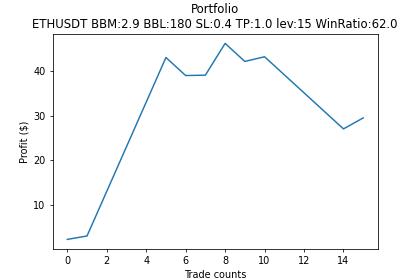 Portfolio
ETHUSDT BBM:2.9 BBL:180 SL:0.4 TP:1.0 lev:15 WinRatio:62.0
Profit ($)
40
30
20
10
0 2 4 6 8 10 12 14
Trade counts